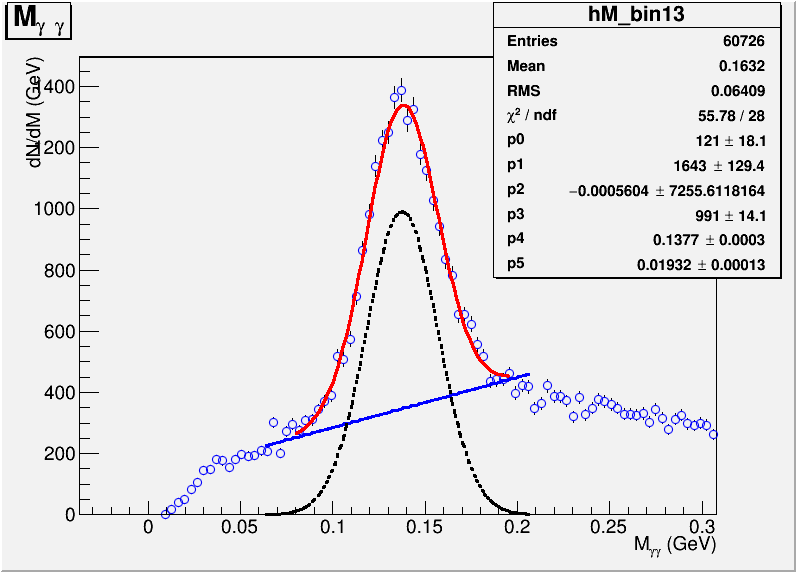 M γ γ
hM_bin13
Entries 60726
Mean 0.1632
RMS 0.06409
χ² / ndf 55.78 / 28
p0 121 ± 18.1
p1 1643 ± 129.4
p2 −0.0005604 ± 7255.6118164
p3 991 ± 14.1
p4 0.1377 ± 0.0003
p5 0.01932 ± 0.00013
dN/dM (GeV)
1400
1200
1000
800
600
400
200
0
0 0.05 0.1 0.15 0.2 0.25 0.3
Mγγ (GeV)